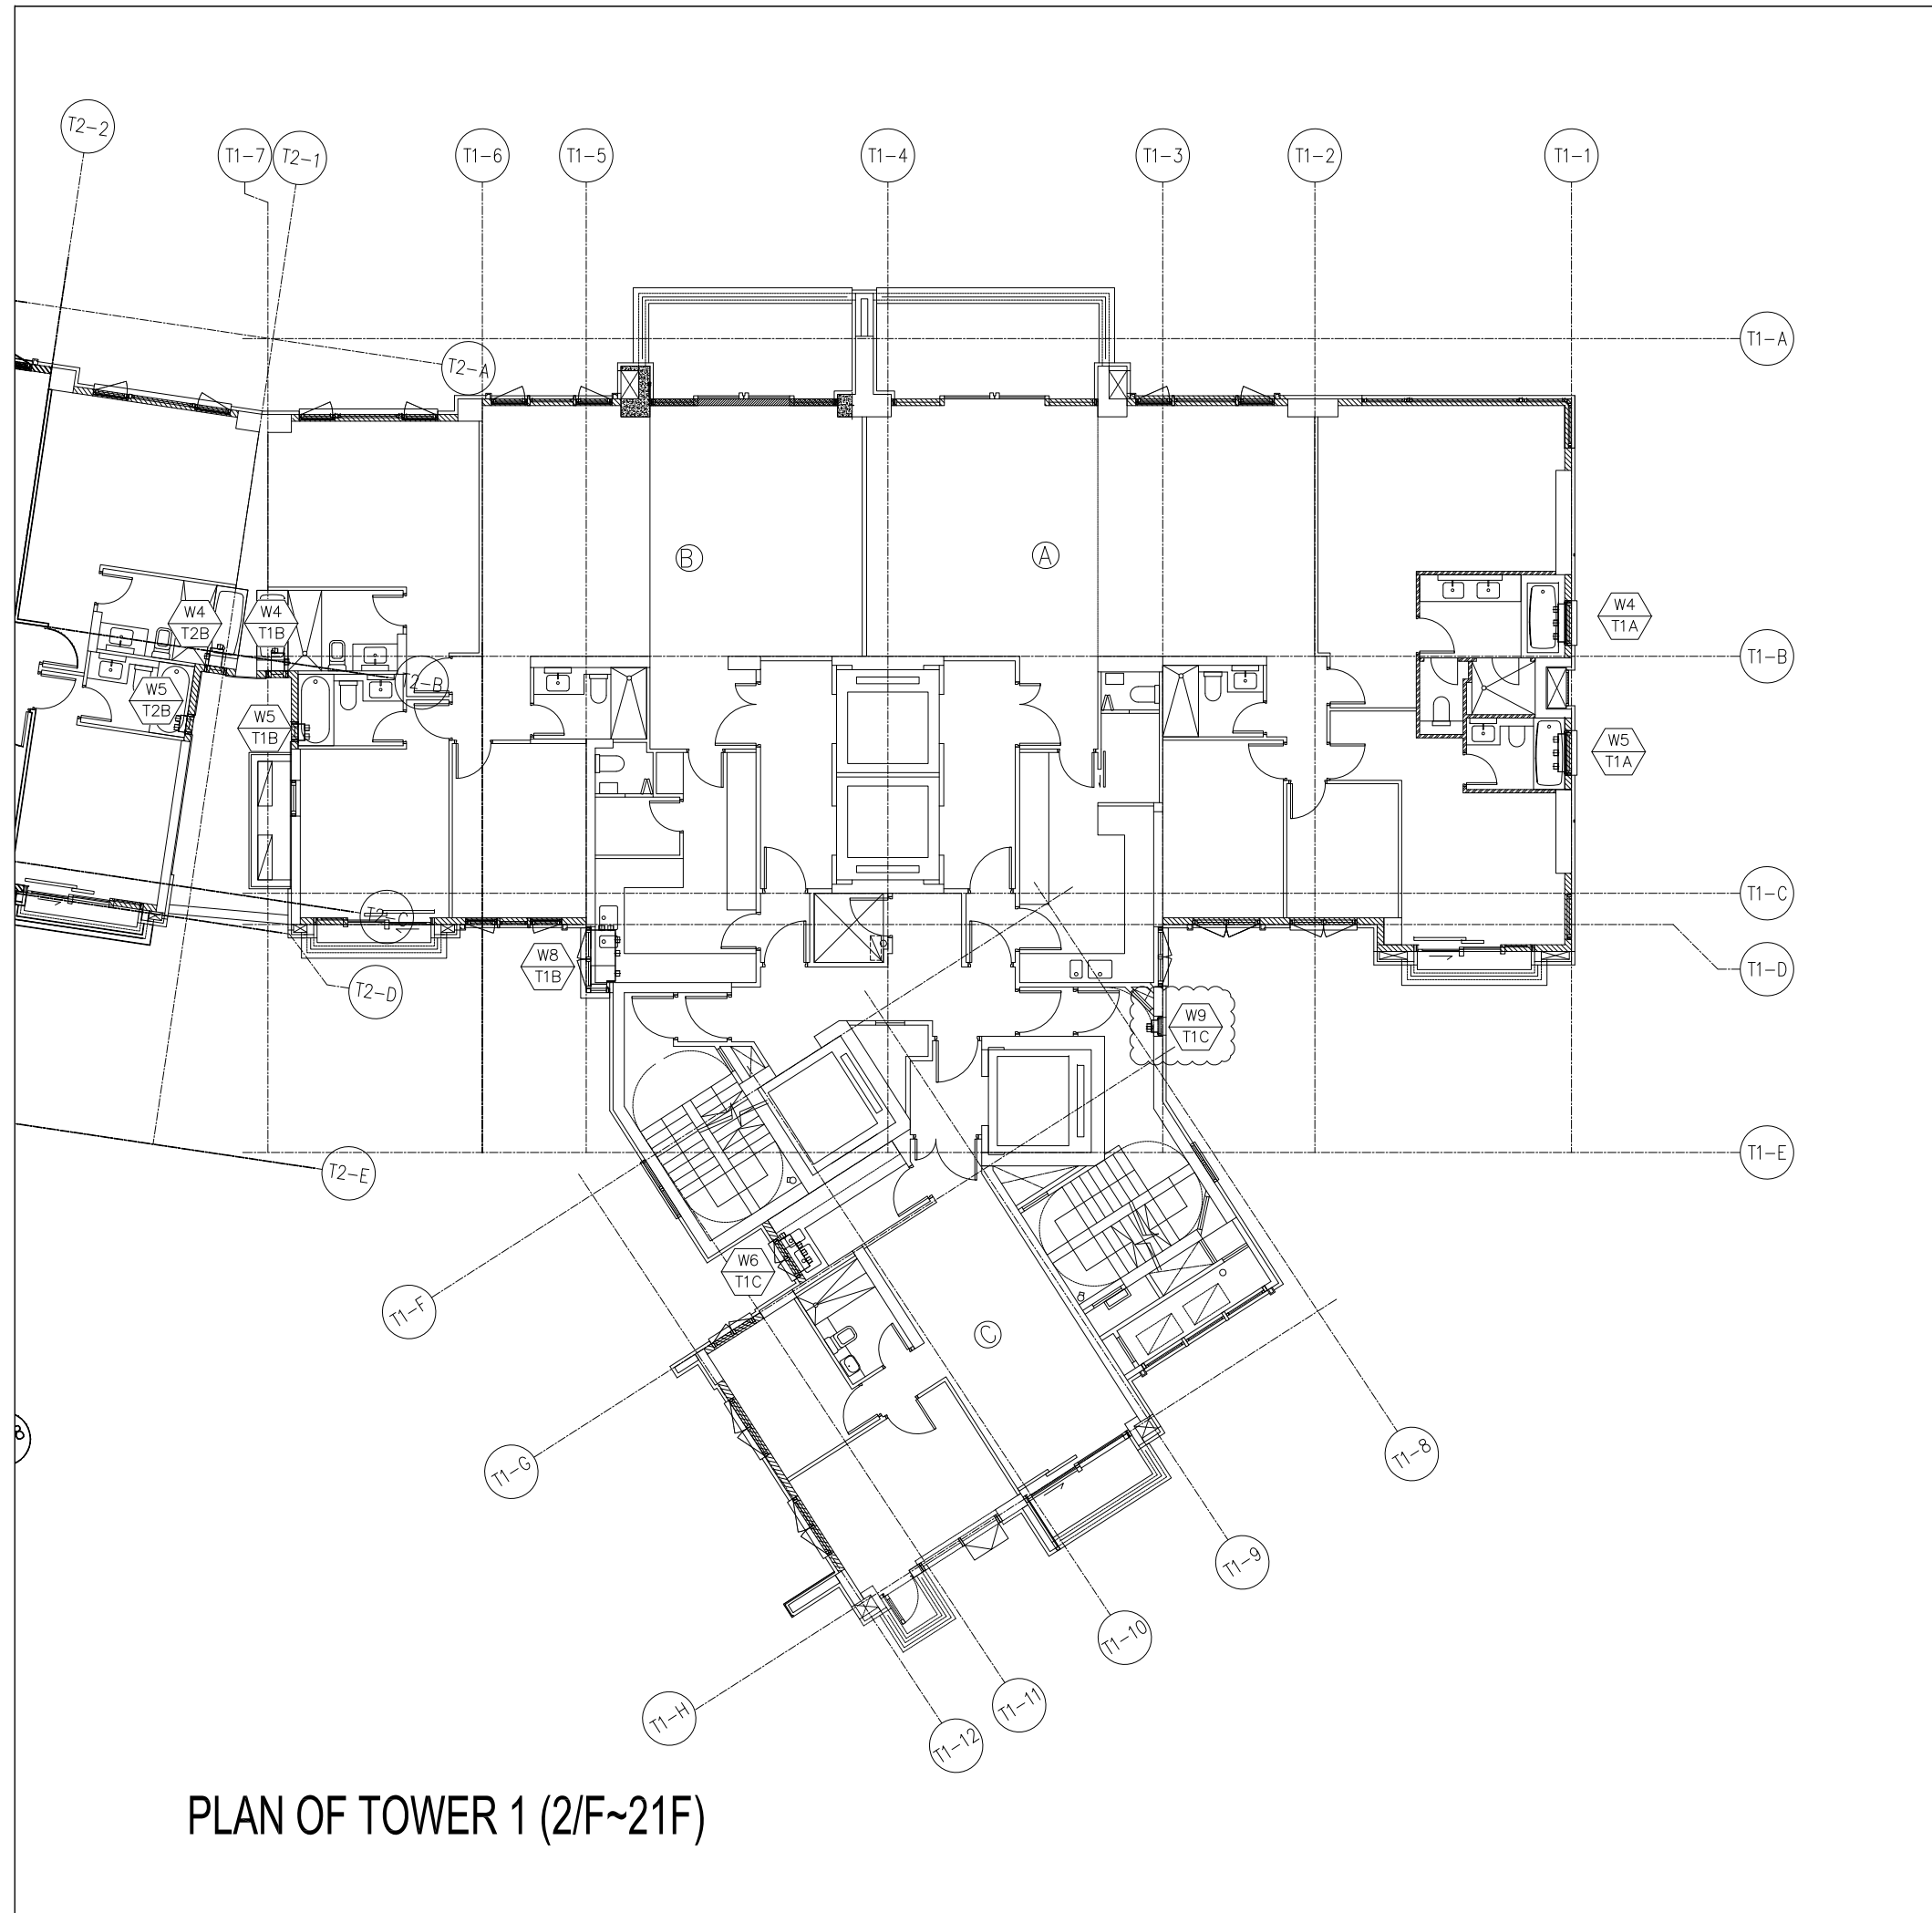 T2-2
T1-7
T2-1
T1-6
T1-5
T1-4
T1-3
T1-2
T1-1
T1-A
T2-A
B
A
W4
T2B
W4
T1B
W4
T1A
T1-B
2-B
W5
T2B
W5
T1B
W5
T1A
T1-C
T2-C
W8
T1B
T1-D
T2-D
W9
T1C
T1-E
T2-E
W6
T1C
T1-F
C
8
T1-G
T1-8
T1-9
T1-10
T1-H
T1-11
T1-12
PLAN OF TOWER 1 (2/F~21F)